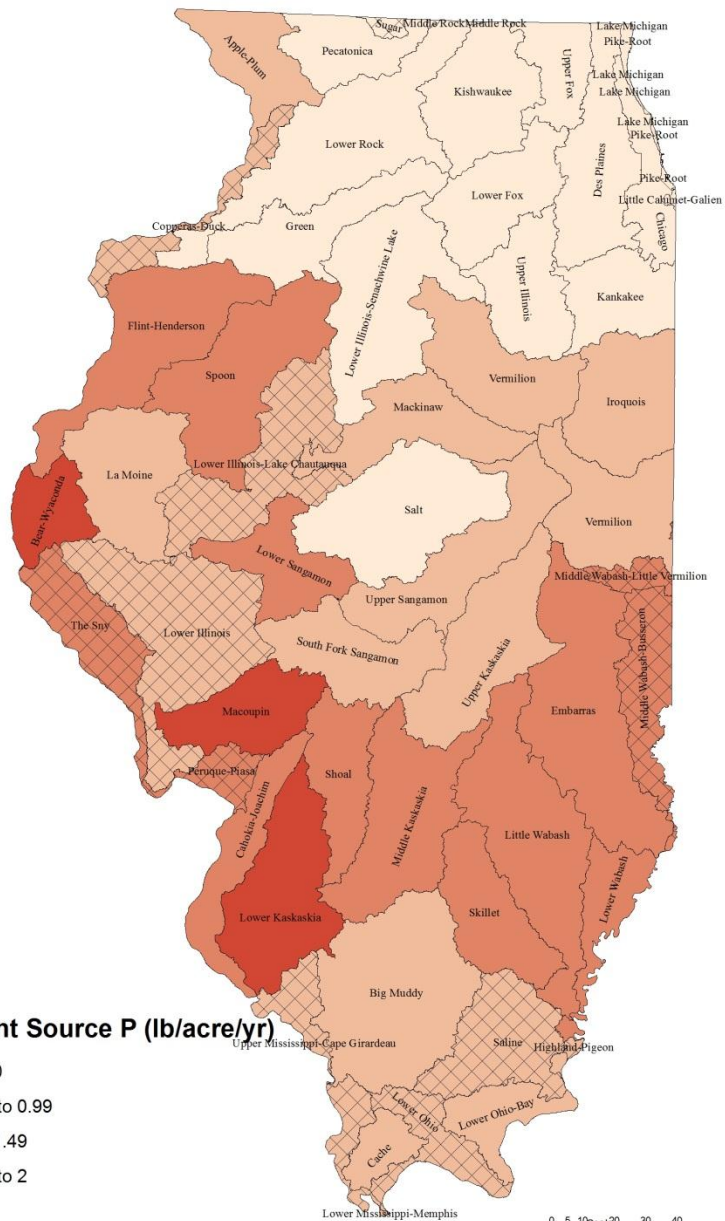 Apple-Plum
Pecatonica
Sugar
Middle Rock
Middle Rock
Kishwaukee
Upper Fox
Lake Michigan
Pike-Root
Lake Michigan
Lake Michigan
Lake Michigan
Pike-Root
Pike-Root
Little Calumet-Galien
Chicago
Des Plaines
Lower Rock
Lower Fox
Copperas-Duck
Green
Lower Illinois-Senachwine Lake
Upper Illinois
Kankakee
Flint-Henderson
Spoon
Vermilion
Iroquois
Mackinaw
La Moine
Lower Illinois-Lake Chautauqua
Bear-Wyaconda
Salt
Vermilion
Lower Sangamon
Middle Wabash-Little Vermilion
Upper Sangamon
The Sny
Lower Illinois
South Fork Sangamon
Upper Kaskaskia
Middle Wabash-Busseron
Macoupin
Embarras
Peruque-Piasa
Shoal
Cahokia-Joachim
Middle Kaskaskia
Little Wabash
Lower Wabash
Lower Kaskaskia
Skillet
Big Muddy
nt Source P (lb/acre/yr)
Upper Mississippi-Cape Girardeau
Saline
Highland-Pigeon
to 0.99
.49
to 2
Lower Ohio
Lower Ohio-Bay
Cache
Lower Mississippi-Memphis
0 5 10 20 30 40